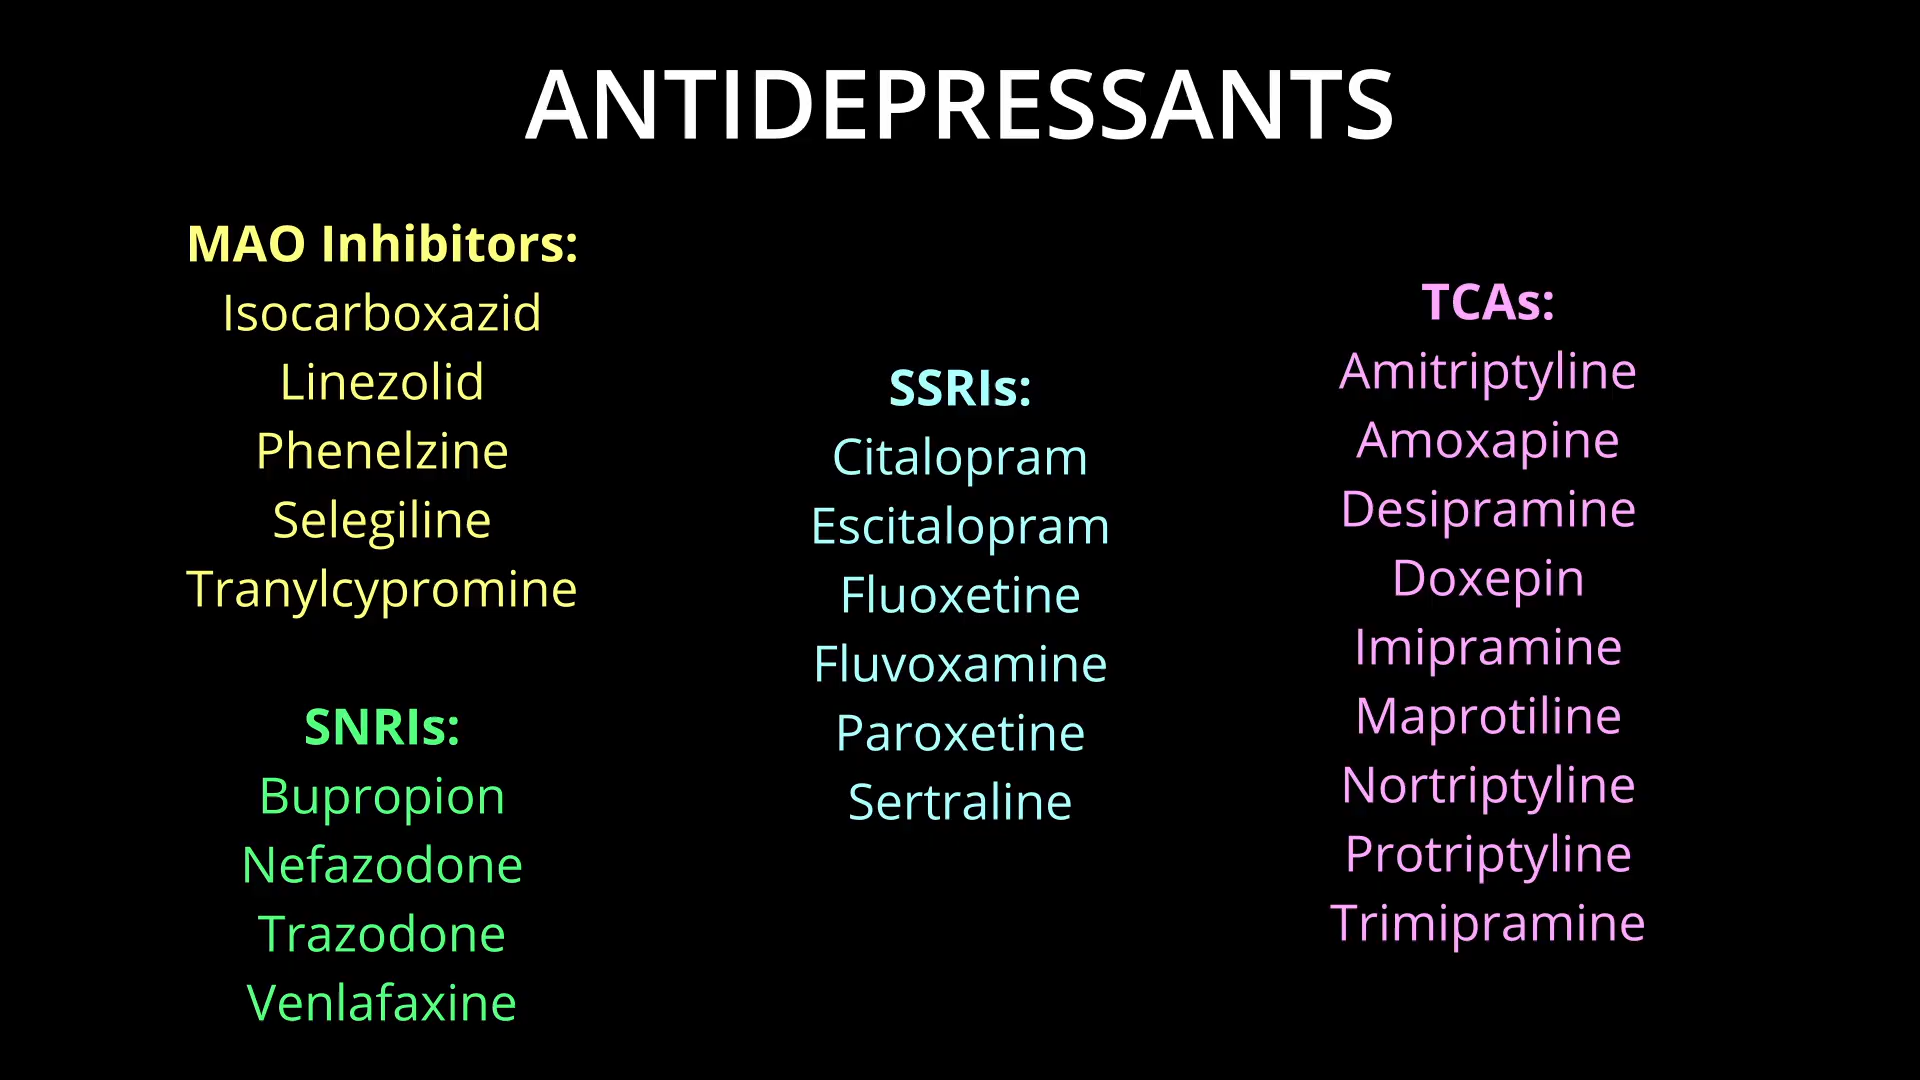 ANTIDEPRESSANTS
MAO Inhibitors:
Isocarboxazid
Linezolid
Phenelzine
Selegiline
Tranylcypromine
SNRIs:
Bupropion
Nefazodone
Trazodone
Venlafaxine
SSRIs:
Citalopram
Escitalopram
Fluoxetine
Fluvoxamine
Paroxetine
Sertraline
TCAs:
Amitriptyline
Amoxapine
Desipramine
Doxepin
Imipramine
Maprotiline
Nortriptyline
Protriptyline
Trimipramine